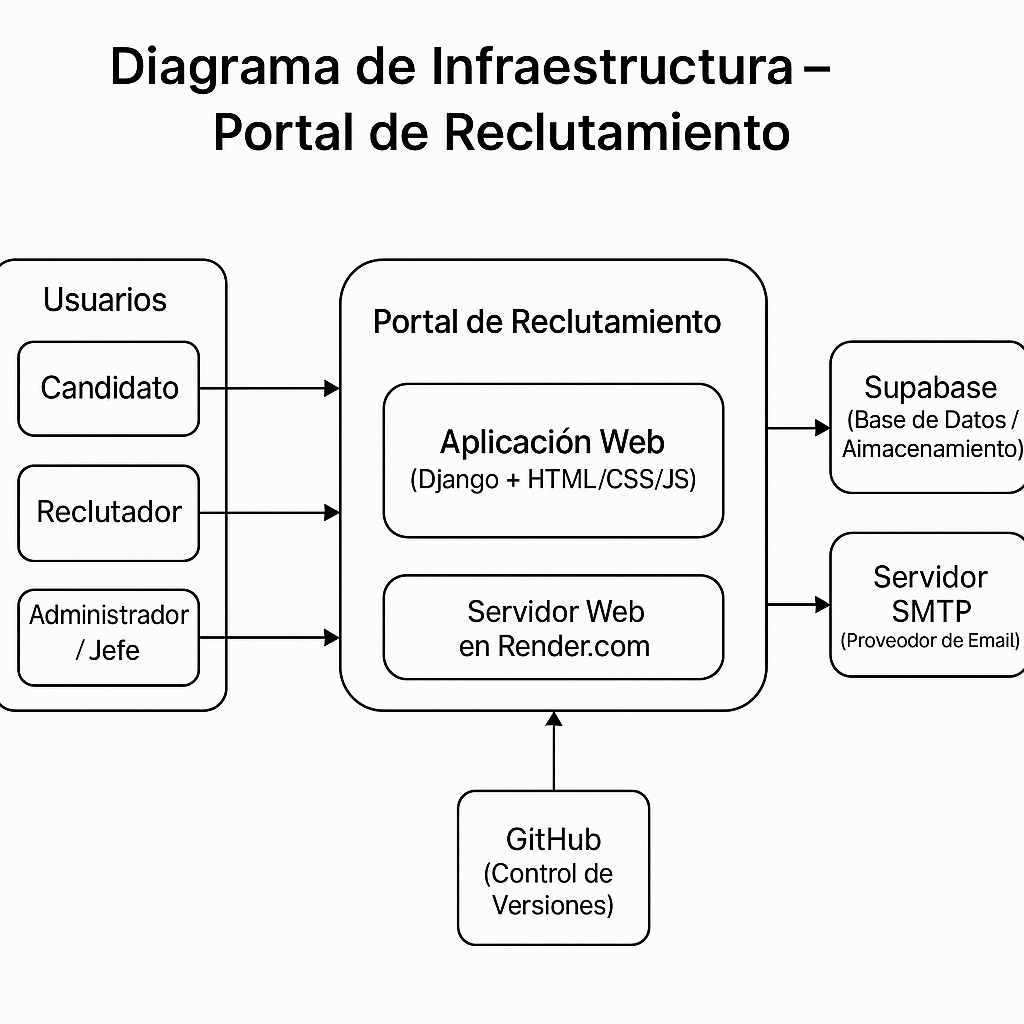 Diagrama de Infraestructura –
Portal de Reclutamiento
Usuarios
Candidato
Reclutador
Administrador
/ Jefe
Portal de Reclutamiento
Aplicación Web
(Django + HTML/CSS/JS)
Servidor Web
en Render.com
Supabase
(Base de Datos /
Aimacenamiento)
Servidor
SMTP
(Proveedor de Email)
GitHub
(Control de
Versiones)